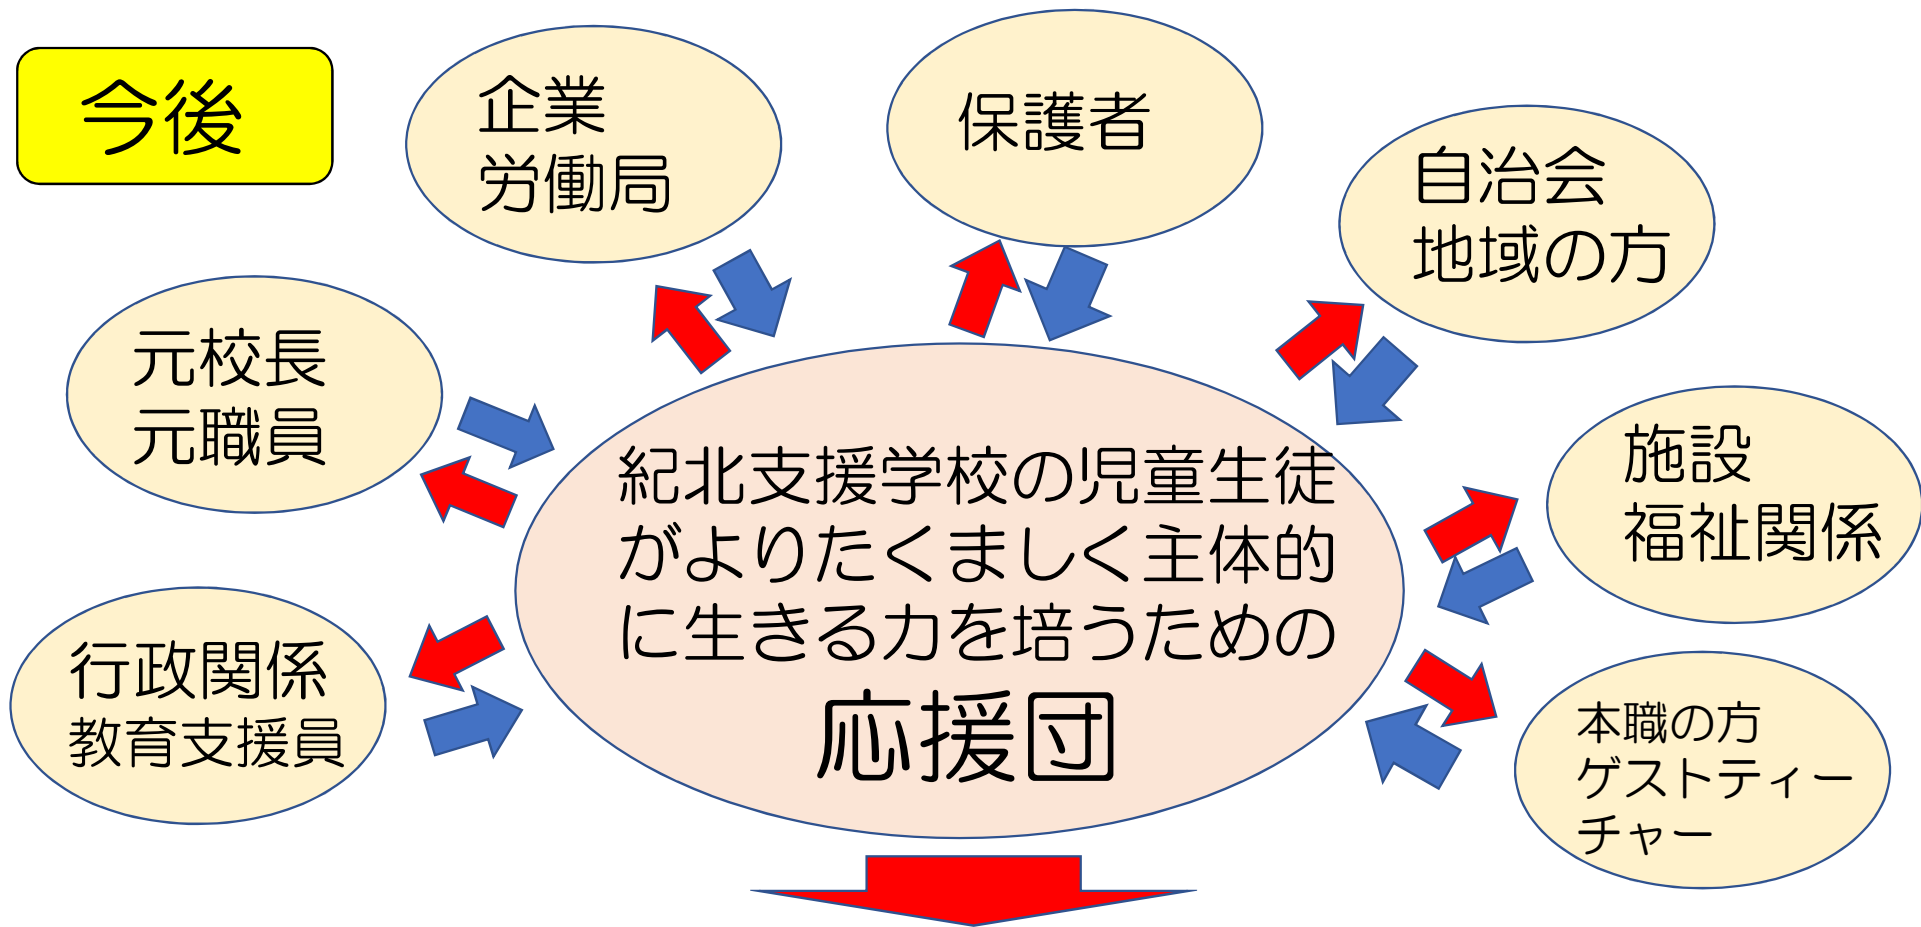 今後
企業
労働局
保護者
自治会
地域の方
元校長
元職員
施設
福祉関係
紀北支援学校の児童生徒
がよりたくましく主体的
に生きる力を培うための
応援団
行政関係
教育支援員
本職の方
ゲストティー
チャー